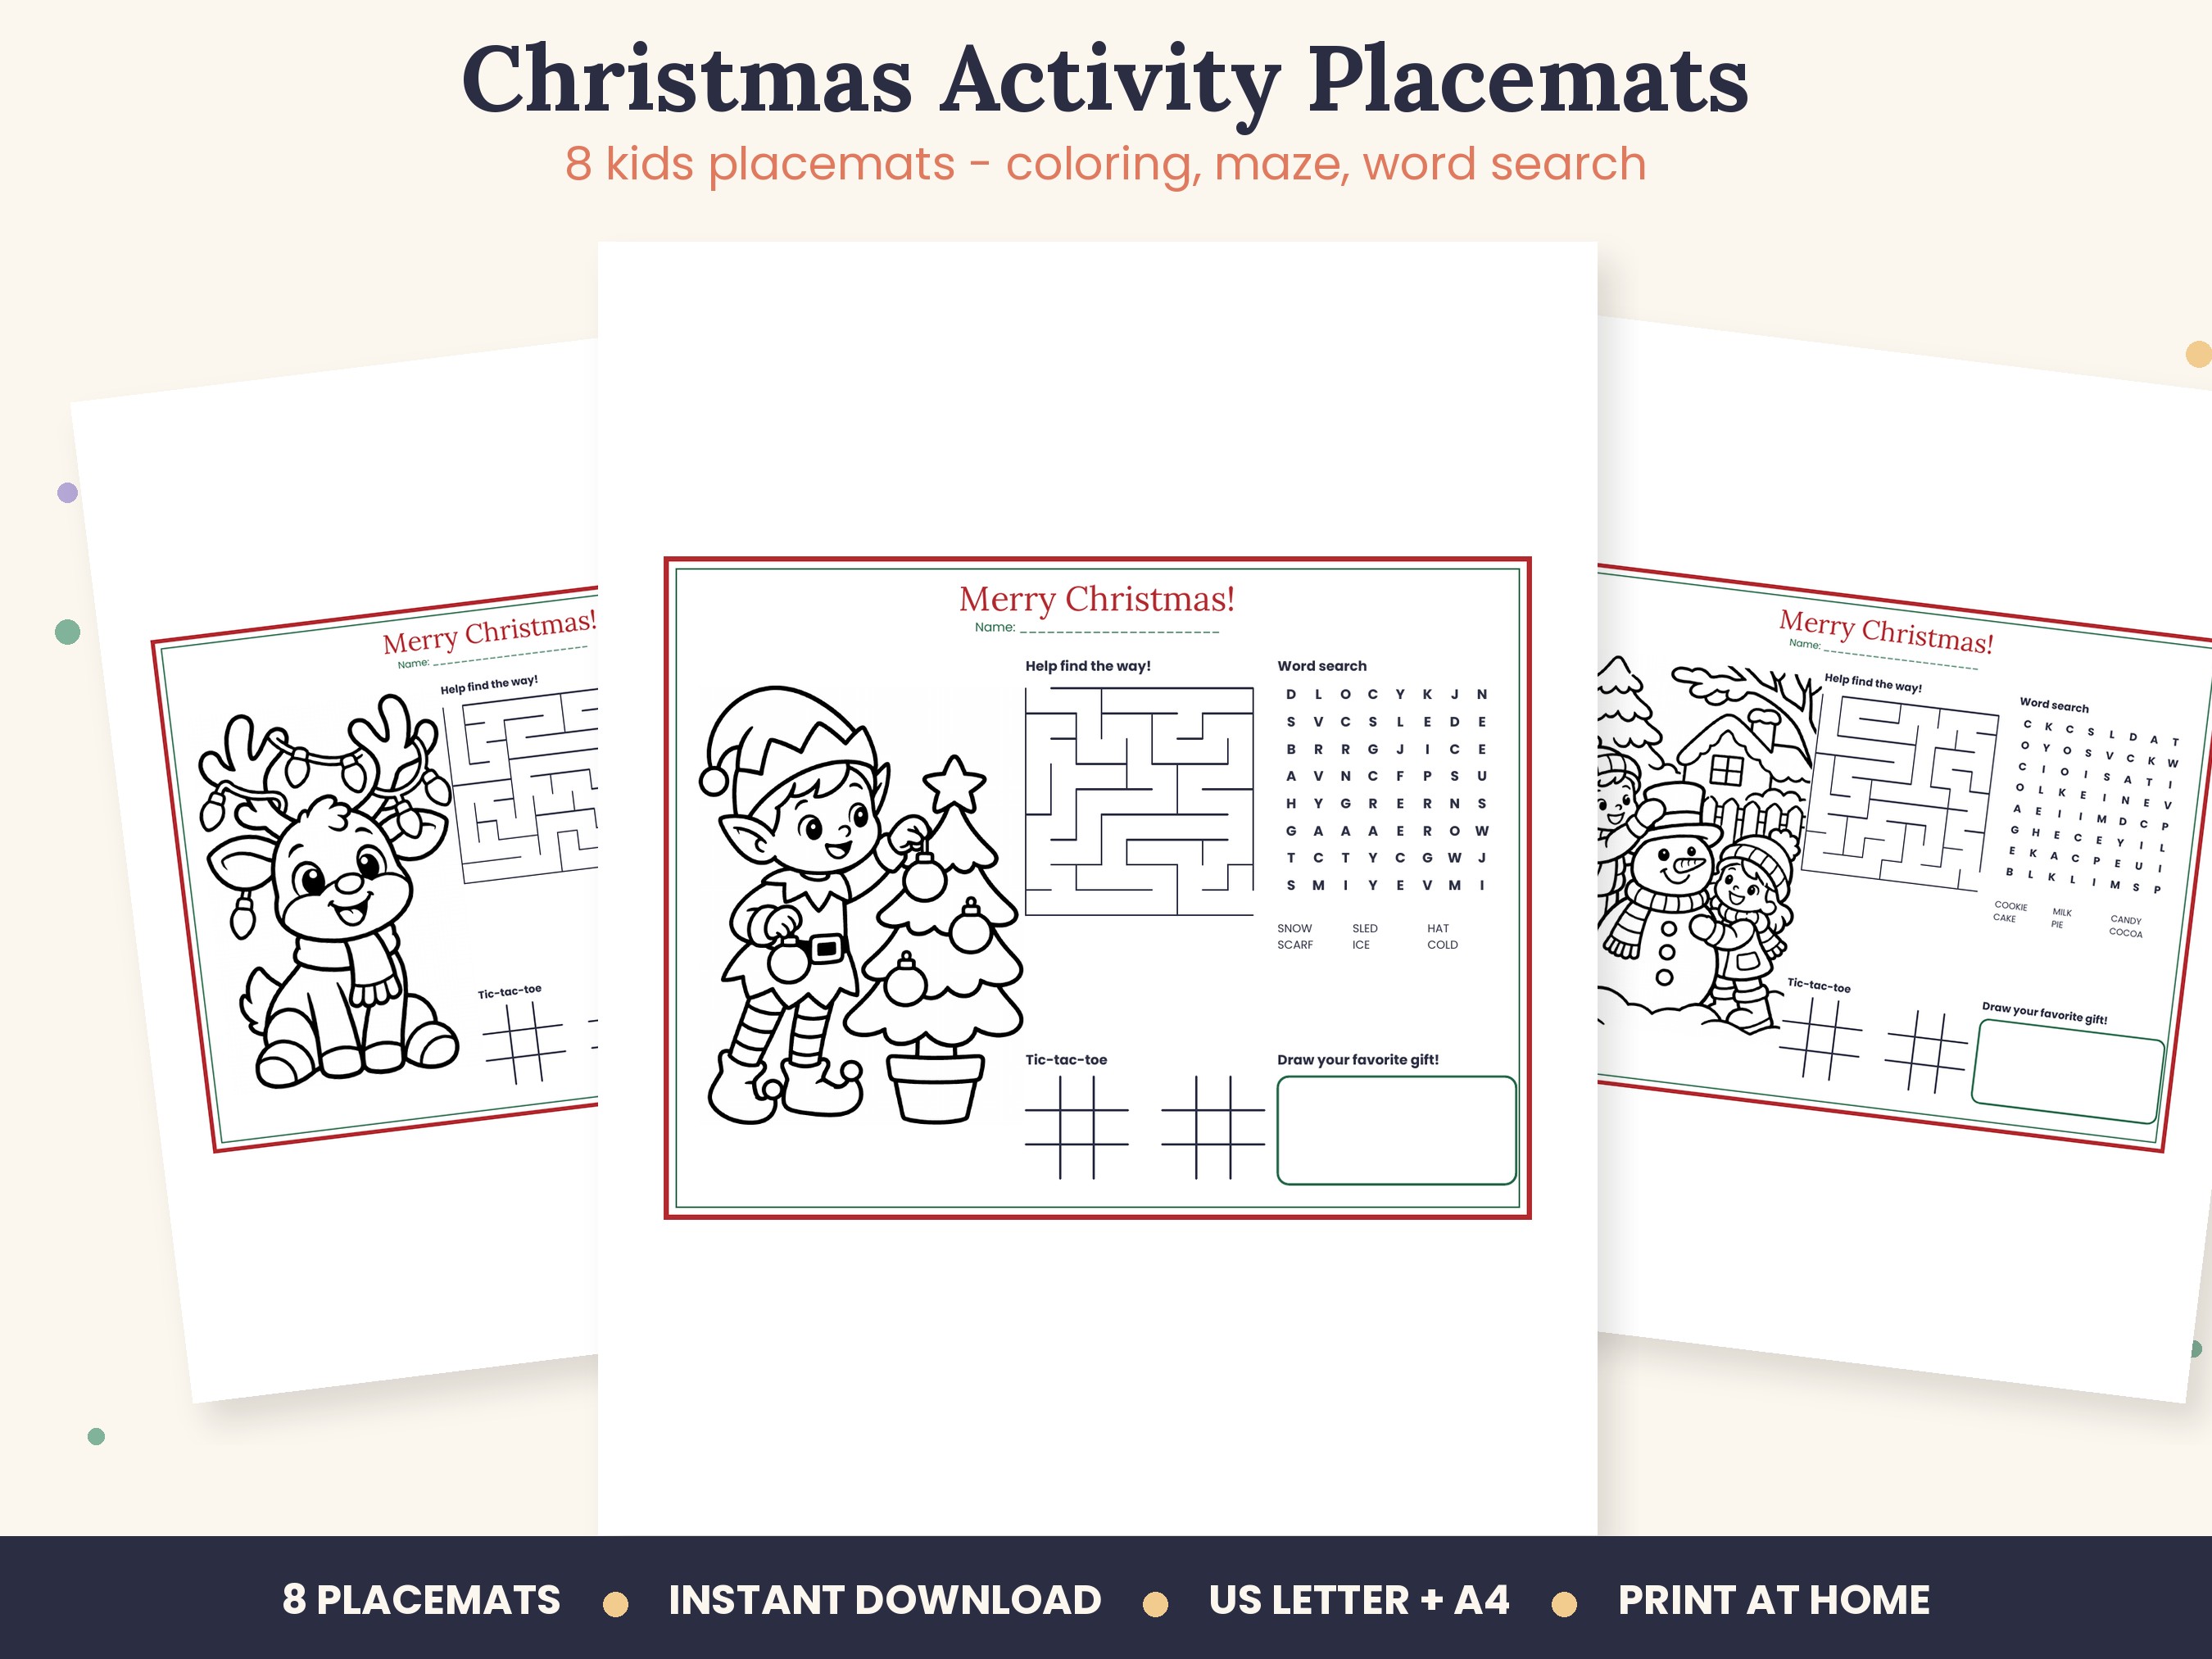 Christmas Activity Placemats
8 kids placemats - coloring, maze, word search
Merry Christmas!
Name: ____________________
Help find the way!
Tic-tac-toe
Merry Christmas!
Name: ____________________
Help find the way!
Word search
D L O C Y K J N
S V C S L E D E
B R R G J I C E
A V N C F P S U
H Y G R E R N S
G A A A E R O W
T C T Y C G W J
S M I Y E V M I
SNOW SLED HAT
SCARF ICE COLD
Tic-tac-toe
Draw your favorite gift!
Merry Christmas!
Name: ____________________
Help find the way!
Word search
C K C S L D A T
O Y O S V C K W
C I O I S A T I
O L K E I N E V
A E I I M D C P
G H E C E Y I L
E K A C P E U I
B L K L I M S P
COOKIE MILK CANDY
CAKE PIE COCOA
Tic-tac-toe
Draw your favorite gift!
8 PLACEMATS INSTANT DOWNLOAD US LETTER + A4 PRINT AT HOME